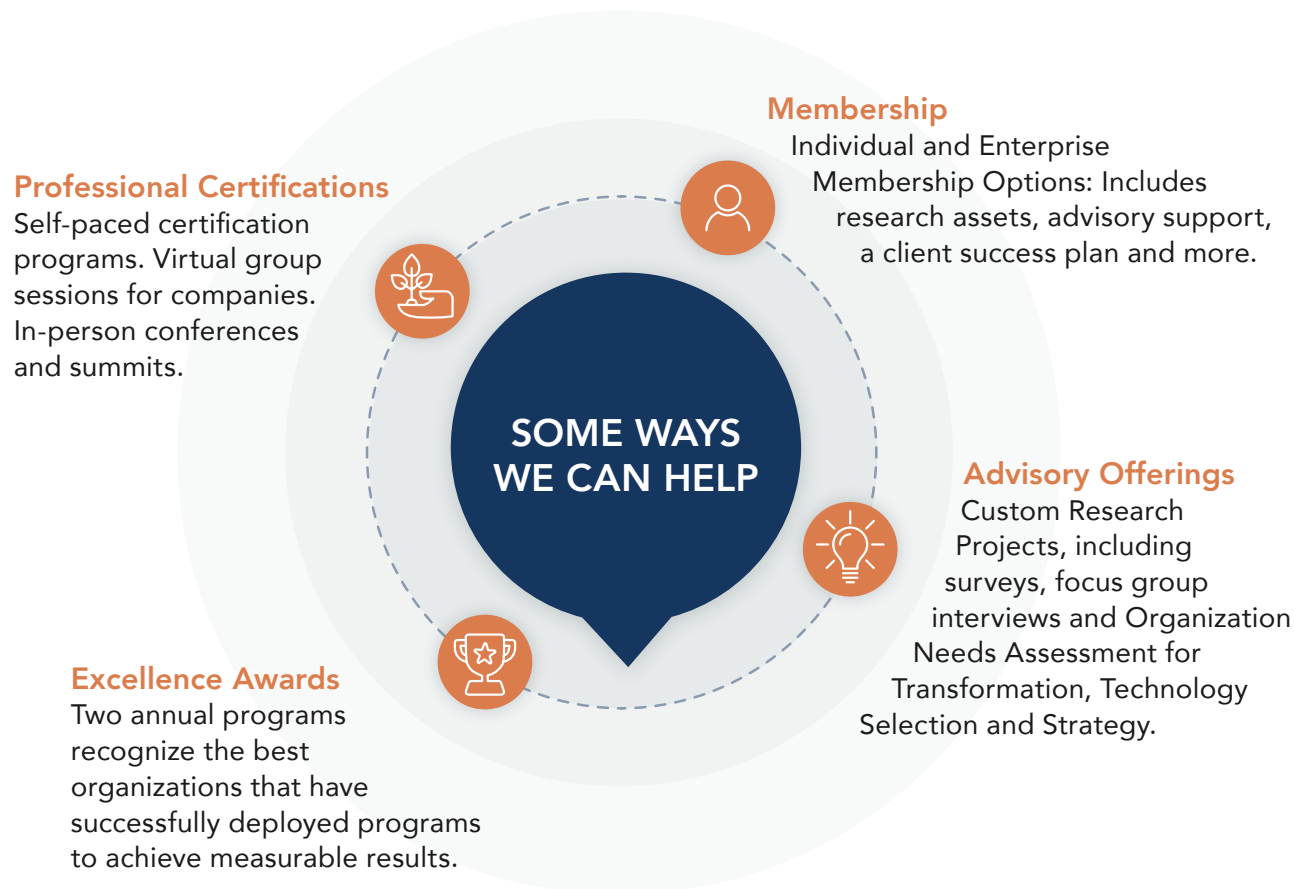 SOME WAYS
WE CAN HELP
Membership
Individual and Enterprise
Membership Options: Includes
research assets, advisory support,
a client success plan and more.
Advisory Offerings
Custom Research
Projects, including
surveys, focus group
interviews and Organization
Needs Assessment for
Transformation, Technology
Selection and Strategy.
Excellence Awards
Two annual programs
recognize the best
organizations that have
successfully deployed programs
to achieve measurable results.
Professional Certifications
Self-paced certification
programs. Virtual group
sessions for companies.
In-person conferences
and summits.